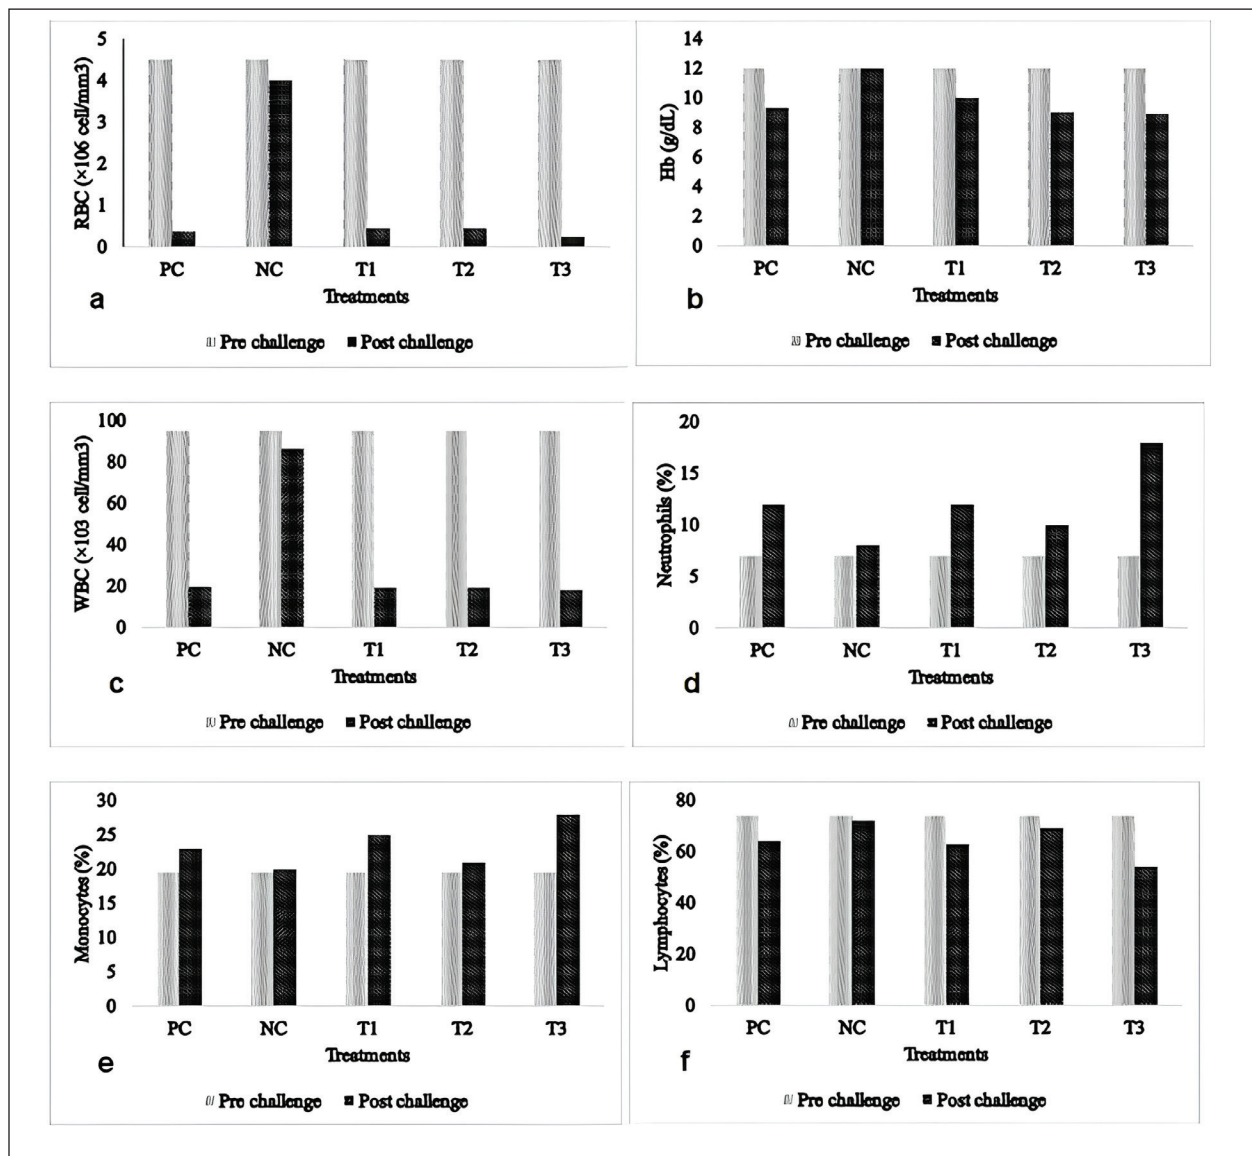 5
4
3
2
1
0
RBC (×106 cell/mm3)
PC NC T1 T2 T3
Treatments
a
Pre challenge Post challenge
14
12
10
8
6
4
2
0
Hb (g/dL)
PC NC T1 T2 T3
Treatments
b
Pre challenge Post challenge
100
80
60
40
20
0
WBC (×103 cell/mm3)
PC NC T1 T2 T3
Treatments
c
Pre challenge Post challenge
20
15
10
5
0
Neutrophils (%)
PC NC T1 T2 T3
Treatments
d
Pre challenge Post challenge
30
25
20
15
10
5
0
Monocytes (%)
PC NC T1 T2 T3
Treatments
e
Pre challenge Post challenge
80
60
40
20
0
Lymphocytes (%)
PC NC T1 T2 T3
Treatments
f
Pre challenge Post challenge